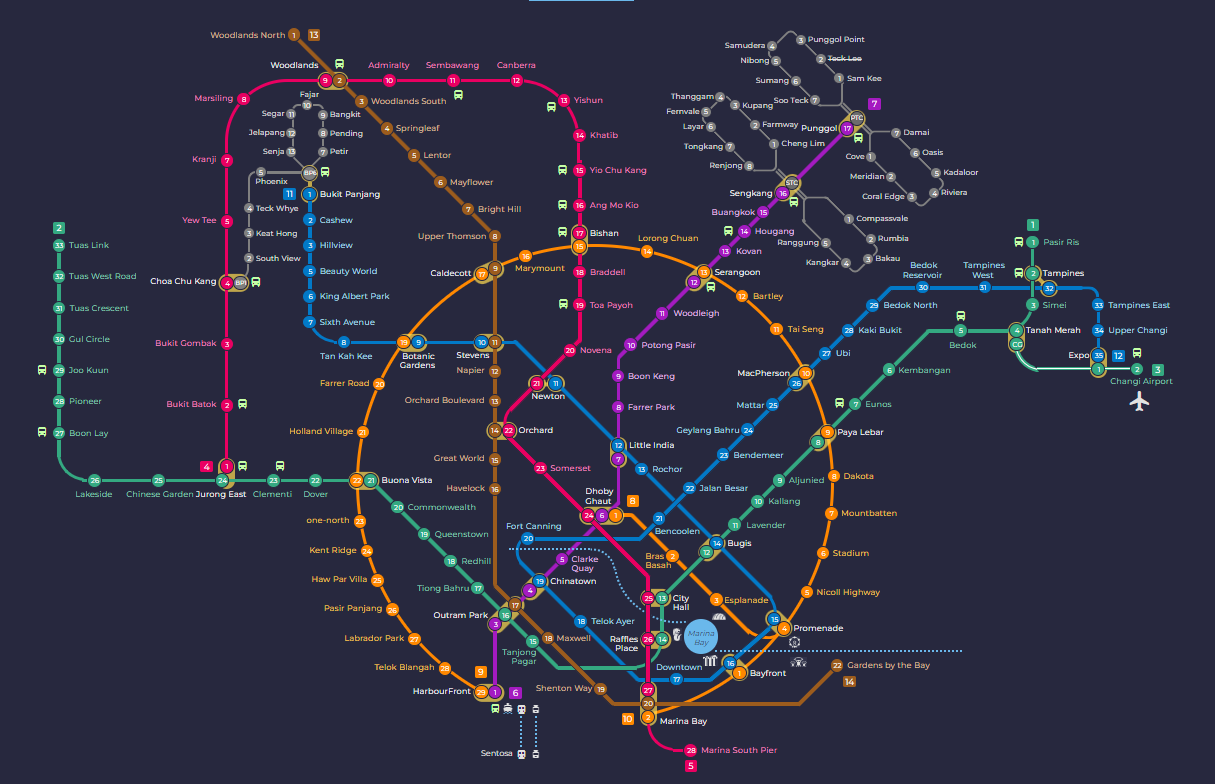 Woodlands North 1 13
Woodlands 9 2
Admiralty 10
Sembawang 11
Canberra 12
Marsiling 8
Woodlands South 3
13 Yishun
14 Khatib
15 Yio Chu Kang
16 Ang Mo Kio
17 Bishan 15
18 Braddell
19 Toa Payoh
20 Novena
21 11
Newton
Fajar
10
Segar 11
9 Bangkit
Jelapang 12
8 Pending
Senja 13
7 Petir
5
Phoenix
BP6
11 1 Bukit Panjang
4 Teck Whye
3 Keat Hong
2 South View
Choa Chu Kang 4 BP1
Kranji 7
Yew Tee 5
Bukit Gombak 3
Bukit Batok 2
4 1
2 Cashew
3 Hillview
5 Beauty World
6 King Albert Park
7 Sixth Avenue
8
Tan Kah Kee
19 9
Botanic
Gardens
10 11
Stevens
4 Springleaf
5 Lentor
6 Mayflower
7 Bright Hill
Upper Thomson 8
Caldecott 17 9
16
Marymount
Lorong Chuan
14
13 Serangoon
12
12 Bartley
11 Tai Seng
MacPherson 10
26
9 Paya Lebar
8
8 Dakota
7 Mountbatten
6 Stadium
5 Nicoll Highway
15
4 Promenade
Samudera 4
3 Punggol Point
2 Teck Lee
Nibong 5
1 Sam Kee
Sumang 6
Soo Teck 7
PTC
7
Punggol 17
7 Damai
6 Oasis
5 Kadaloor
4 Riviera
Coral Edge 3
Meridian 2
Cove 1
Thanggam 4
3 Kupang
Fernvale 5
2 Farmway
Layar 6
1 Cheng Lim
Tongkang 7
Renjong 8
STC
Sengkang 16
1 Compassvale
2 Rumbia
3 Bakau
Kangkar 4
Ranggung 5
Buangkok 15
14 Hougang
13 Kovan
11 Woodleigh
10 Potong Pasir
9 Boon Keng
8 Farrer Park
12 Little India
7
13 Rochor
1
1 Pasir Ris
2 Tampines
32
3 Simei
4 Tanah Merah
CG
Bedok
Reservoir
30
Tampines
West
31
29 Bedok North
28 Kaki Bukit
27 Ubi
33 Tampines East
34 Upper Changi
Expo 35 12
1
2 3
Changi Airport
5
Bedok
6 Kembangan
7 Eunos
Mattar 25
Geylang Bahru 24
23 Bendemeer
22 Jalan Besar
21
Bencoolen
9 Aljunied
10 Kallang
11 Lavender
14 Bugis
12
2
33 Tuas Link
32 Tuas West Road
31 Tuas Crescent
30 Gul Circle
29 Joo Kuun
28 Pioneer
27 Boon Lay
26
Lakeside
25
Chinese Garden
24
Jurong East
23
Clementi
22
Dover
22 21 Buona Vista
Farrer Road 20
Holland Village 21
one-north 23
Kent Ridge 24
Haw Par Villa 25
Pasir Panjang 26
Labrador Park 27
Telok Blangah 28
9
HarbourFront 29 1 6
Sentosa
20 Commonwealth
19 Queenstown
18 Redhill
Tiong Bahru 17
Outram Park 16 17
3
15
Tanjong
Pagar
Napier 12
Orchard Boulevard 13
14 22 Orchard
Great World 15
Havelock 16
23 Somerset
Dhoby
Ghaut
24 6 1
8
Fort Canning
20
5 Clarke
Quay
19 Chinatown
4
18 Telok Ayer
18 Maxwell
Bras
Basah 2
3 Esplanade
25 13 City
Hall
Raffles
Place 26 14
Marina
Bay
Downtown
17
16
1 Bayfront
Shenton Way 19
27
20
10 2 Marina Bay
22 Gardens by the Bay
14
28 Marina South Pier
5